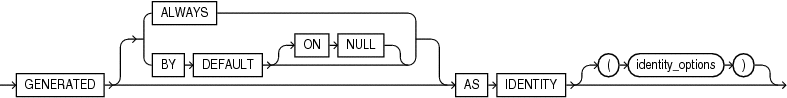 ALWAYS
BY DEFAULT ON NULL
GENERATED AS IDENTITY ( identity_options )